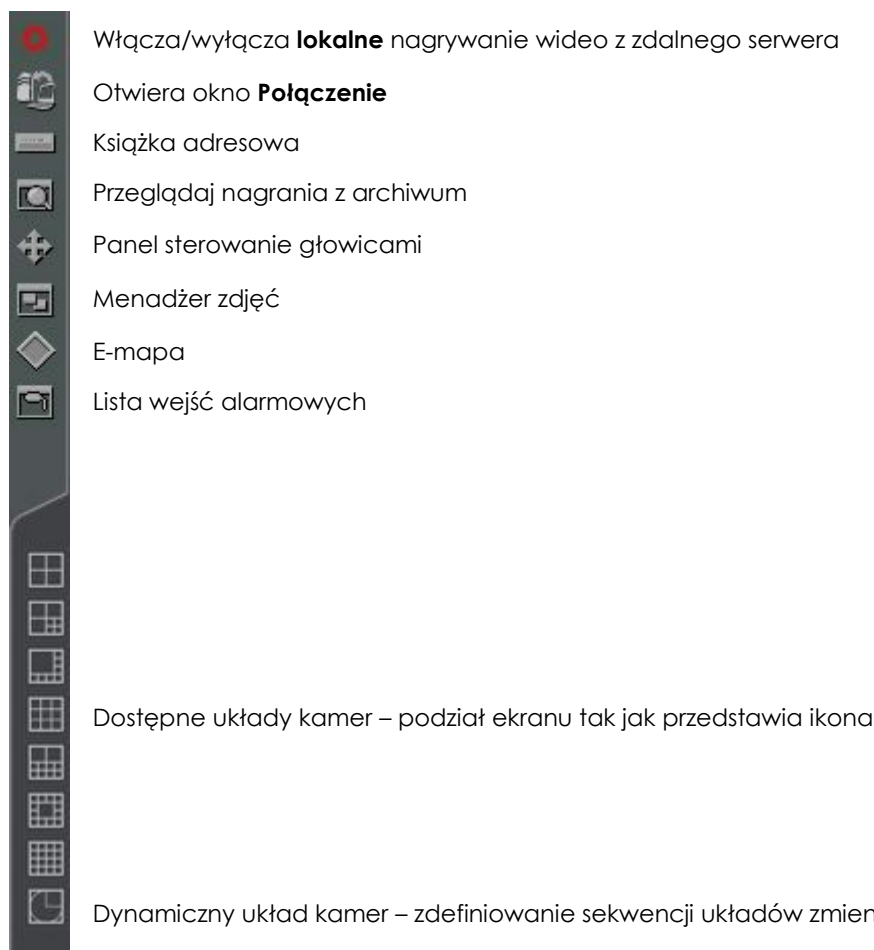 Włącza/wyłącza lokalne nagrywanie wideo z zdalnego serwera
Otwiera okno Połączenie
Książka adresowa
Przeglądaj nagrania z archiwum
Panel sterowanie głowicami
Menadżer zdjęć
E-mapa
Lista wejść alarmowych
Dostępne układy kamer – podział ekranu tak jak przedstawia ikona
Dynamiczny układ kamer – zdefiniowanie sekwencji układów